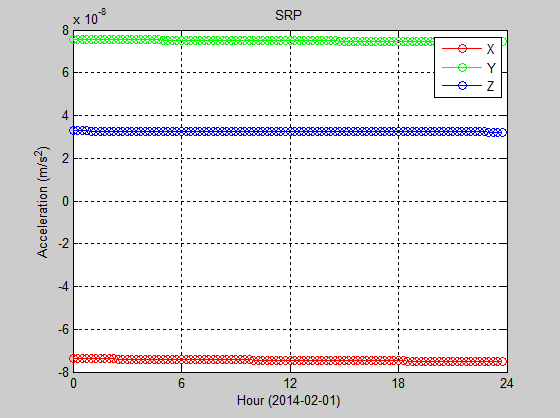 SRP
x 10⁻⁸
8
6
4
2
0
-2
-4
-6
-8
0 6 12 18 24
Acceleration (m/s²)
Hour (2014-02-01)
X
Y
Z